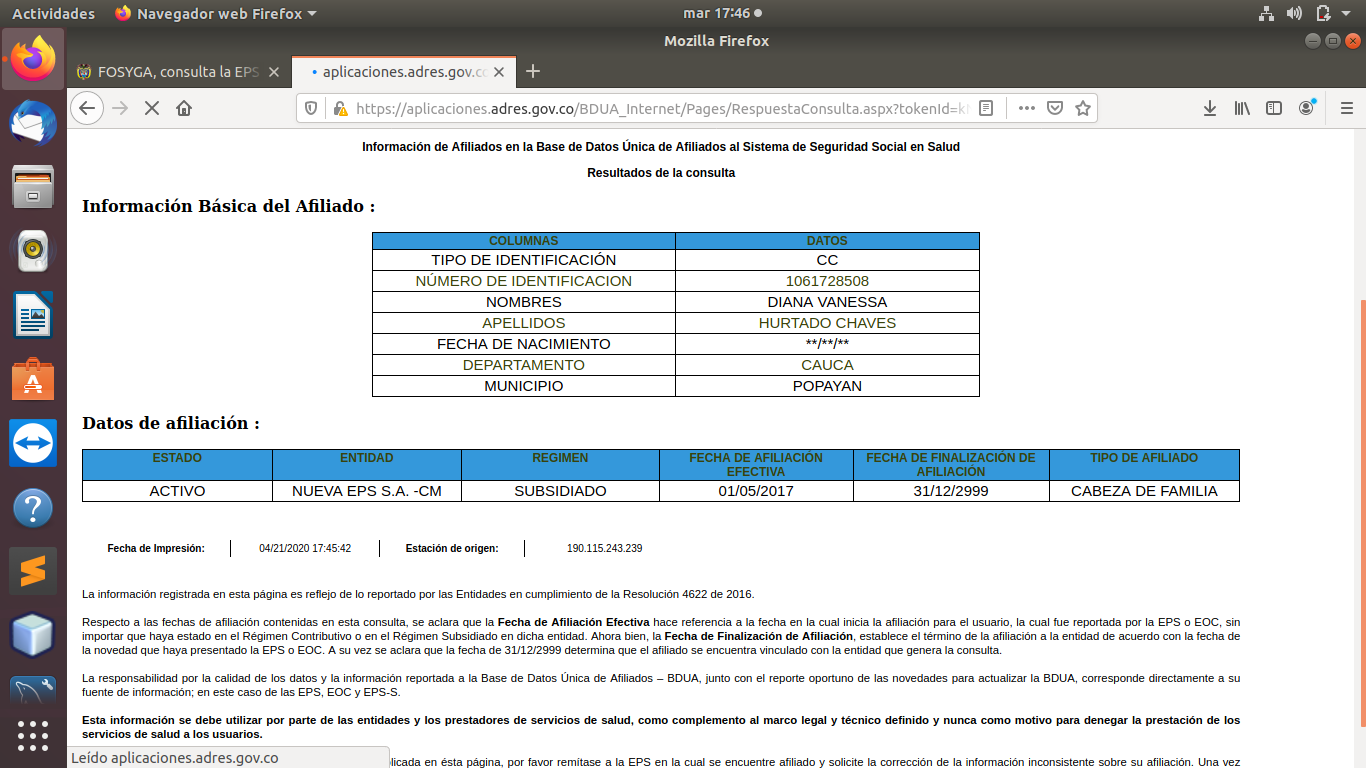 Actividades
Navegador web Firefox
mar 17:46
Mozilla Firefox
FOSYGA, consulta la EPS
aplicaciones.adres.gov.co
https://aplicaciones.adres.gov.co/BDUA_Internet/Pages/RespuestaConsulta.aspx?tokenId=k
Información de Afiliados en la Base de Datos Única de Afiliados al Sistema de Seguridad Social en Salud
Resultados de la consulta
Información Básica del Afiliado :
COLUMNAS DATOS
TIPO DE IDENTIFICACIÓN CC
NÚMERO DE IDENTIFICACION 1061728508
NOMBRES DIANA VANESSA
APELLIDOS HURTADO CHAVES
FECHA DE NACIMIENTO **/**/**
DEPARTAMENTO CAUCA
MUNICIPIO POPAYAN
Datos de afiliación :
ESTADO ENTIDAD REGIMEN FECHA DE AFILIACIÓN EFECTIVA FECHA DE FINALIZACIÓN DE AFILIACIÓN TIPO DE AFILIADO
ACTIVO NUEVA EPS S.A. -CM SUBSIDIADO 01/05/2017 31/12/2999 CABEZA DE FAMILIA
Fecha de Impresión: 04/21/2020 17:45:42 Estación de origen: 190.115.243.239
La información registrada en esta página es reflejo de lo reportado por las Entidades en cumplimiento de la Resolución 4622 de 2016.
Respecto a las fechas de afiliación contenidas en esta consulta, se aclara que la Fecha de Afiliación Efectiva hace referencia a la fecha en la cual inicia la afiliación para el usuario, la cual fue reportada por la EPS o EOC, sin
importar que haya estado en el Régimen Contributivo o en el Régimen Subsidiado en dicha entidad. Ahora bien, la Fecha de Finalización de Afiliación, establece el término de la afiliación a la entidad de acuerdo con la fecha de
la novedad que haya presentado la EPS o EOC. A su vez se aclara que la fecha de 31/12/2999 determina que el afiliado se encuentra vinculado con la entidad que genera la consulta.
La responsabilidad por la calidad de los datos y la información reportada a la Base de Datos Única de Afiliados – BDUA, junto con el reporte oportuno de las novedades para actualizar la BDUA, corresponde directamente a su
fuente de información; en este caso de las EPS, EOC y EPS-S.
Esta información se debe utilizar por parte de las entidades y los prestadores de servicios de salud, como complemento al marco legal y técnico definido y nunca como motivo para denegar la prestación de los
servicios de salud a los usuarios.
Leído aplicaciones.adres.gov.co
licada en ésta página, por favor remítase a la EPS en la cual se encuentre afiliado y solicite la corrección de la información inconsistente sobre su afiliación. Una vez